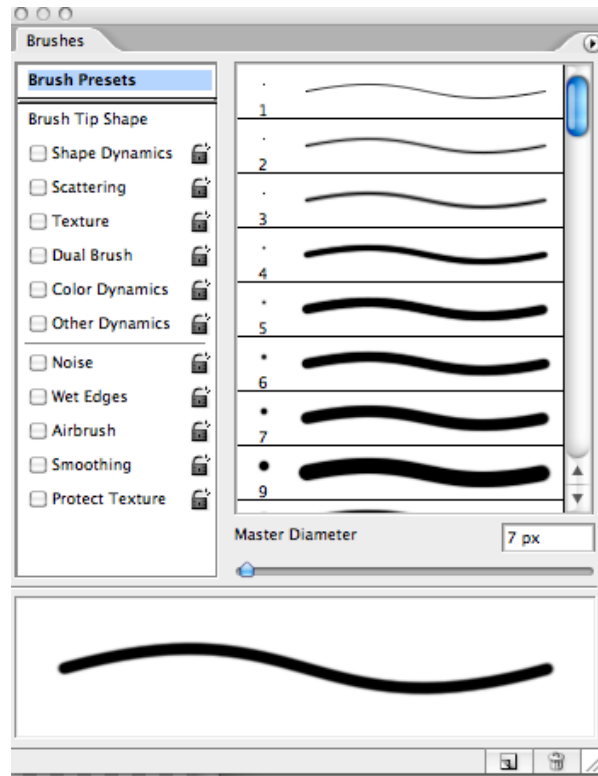 Brushes
Brush Presets
Brush Tip Shape
Shape Dynamics
Scattering
Texture
Dual Brush
Color Dynamics
Other Dynamics
Noise
Wet Edges
Airbrush
Smoothing
Protect Texture
1
2
3
4
5
6
7
9
Master Diameter
7 px